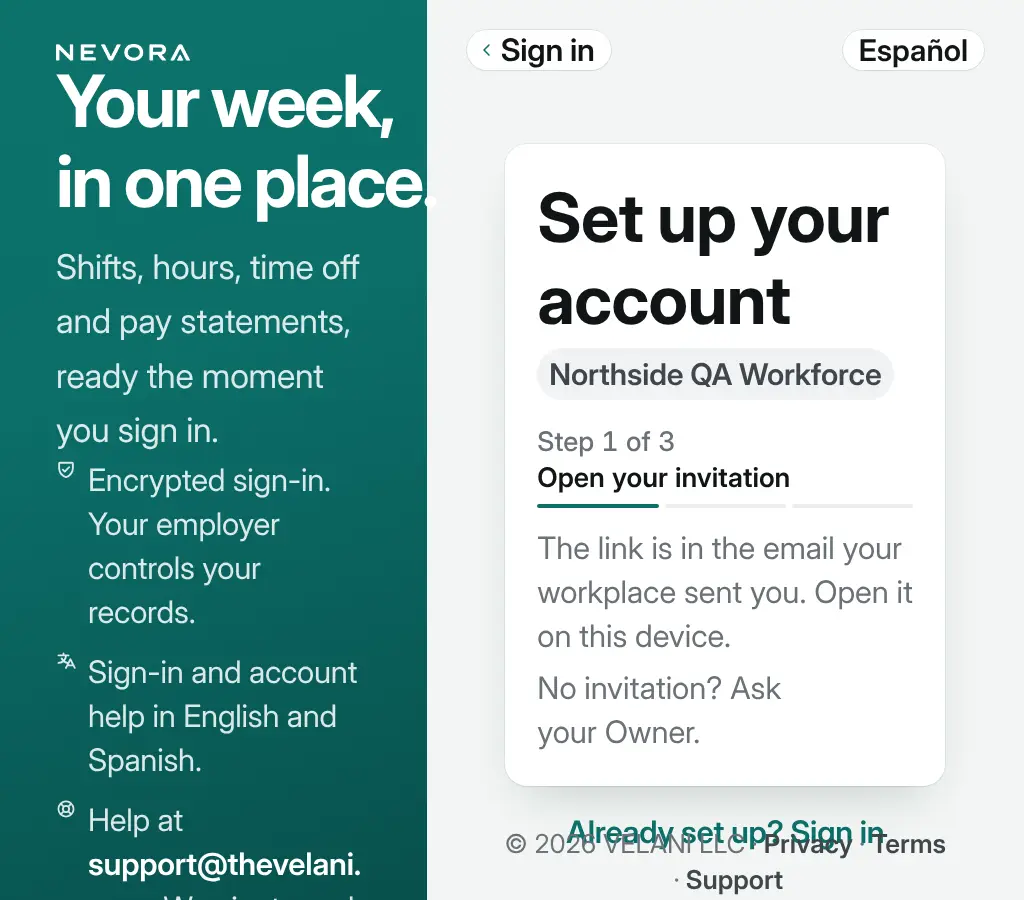 NEVORA
Your week,
in one place.
Shifts, hours, time off
and pay statements,
ready the moment
you sign in.
Encrypted sign-in.
Your employer
controls your
records.
Sign-in and account
help in English and
Spanish.
Help at
support@thevelani.
Sign in
Español
Set up your
account
Northside QA Workforce
Step 1 of 3
Open your invitation
The link is in the email your
workplace sent you. Open it
on this device.
No invitation? Ask
your Owner.
Already set up? Sign in
© 2026 VELANI LLC · Privacy · Terms
· Support